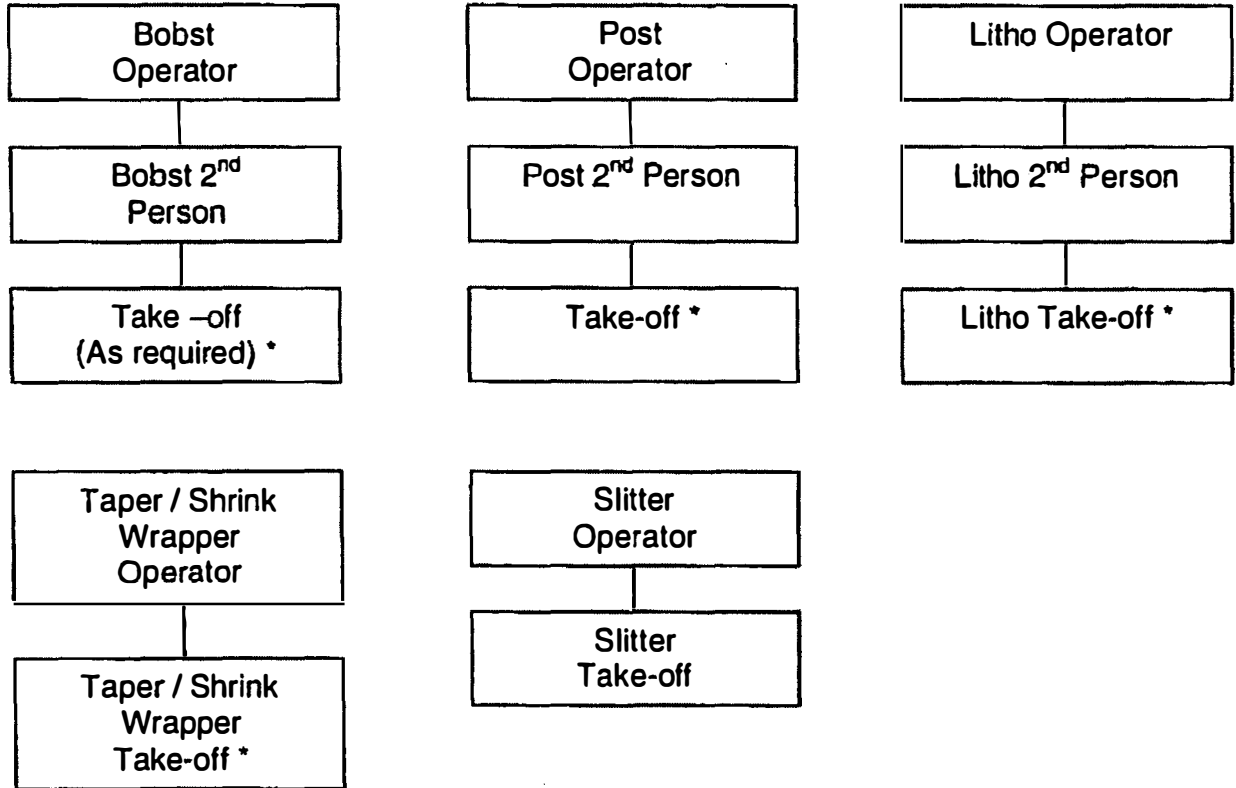 Bobst
Operator
Bobst 2nd
Person
Take –off
(As required) *
Post
Operator
Post 2nd Person
Take-off *
Litho Operator
Litho 2nd Person
Litho Take-off *
Taper / Shrink
Wrapper
Operator
Taper / Shrink
Wrapper
Take-off *
Slitter
Operator
Slitter
Take-off